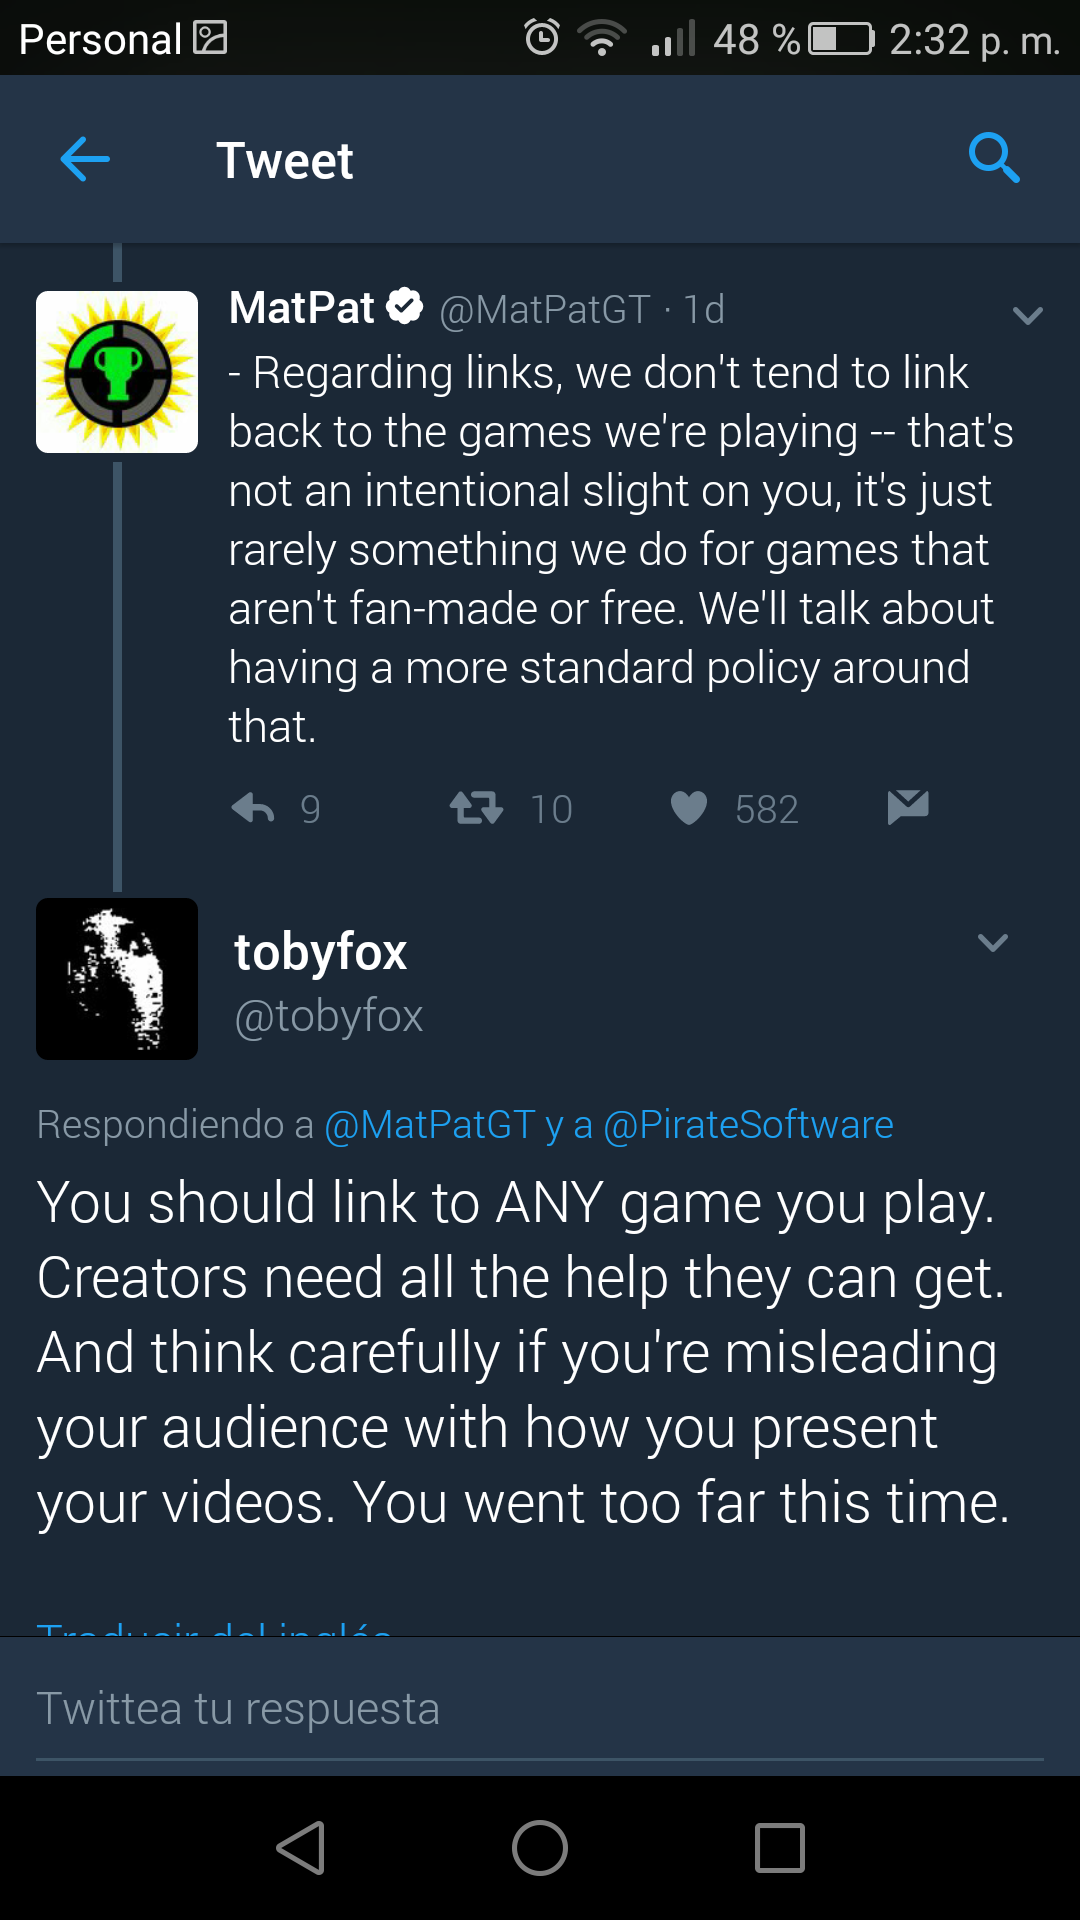 Personal 48 % 2:32 p. m.
Tweet
MatPat @MatPatGT · 1d
- Regarding links, we don't tend to link
back to the games we're playing -- that's
not an intentional slight on you, it's just
rarely something we do for games that
aren't fan-made or free. We'll talk about
having a more standard policy around
that.
9 10 582
tobyfox
@tobyfox
Respondiendo a @MatPatGT y a @PirateSoftware
You should link to ANY game you play.
Creators need all the help they can get.
And think carefully if you're misleading
your audience with how you present
your videos. You went too far this time.
Traducir del inglés
Twittea tu respuesta